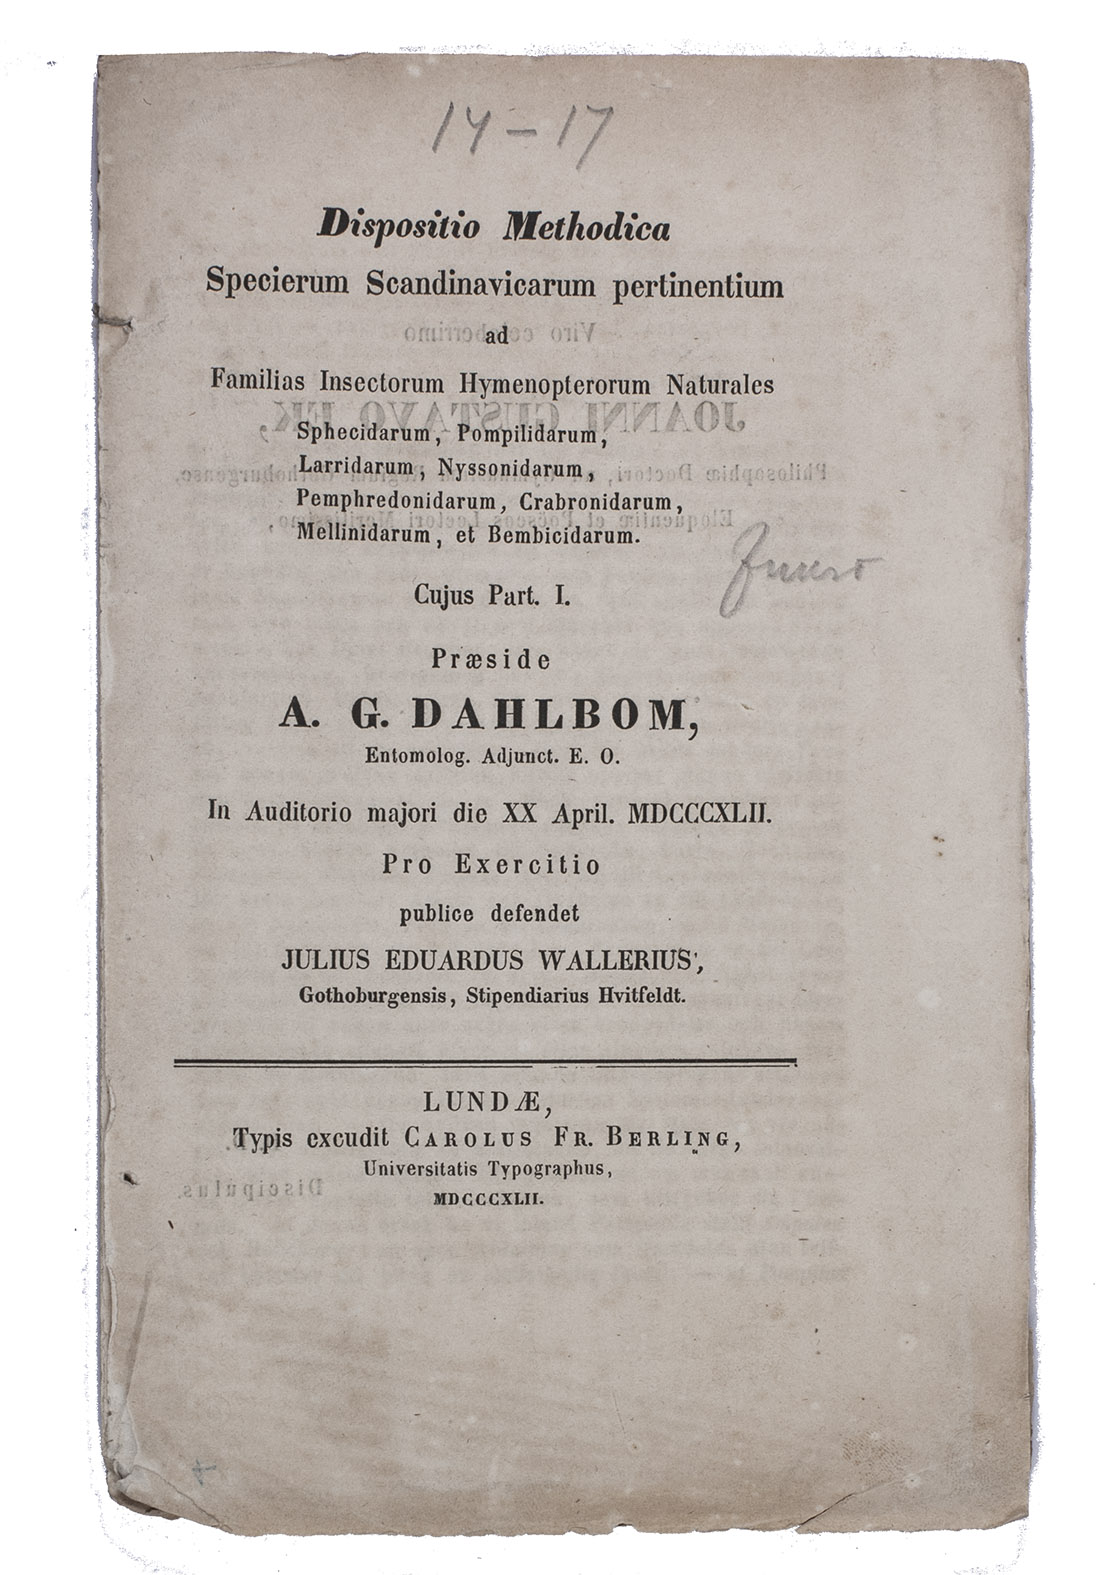 14-17
Dispositio Methodica
Specierum Scandinavicarum pertinentium
ad
Familias Insectorum Hymenopterorum Naturales
Sphecidarum, Pompilidarum,
Larridarum, Nyssonidarum,
Pemphredonidarum, Crabronidarum,
Mellinidarum, et Bembicidarum.
Cujus Part. I.
Præside
A. G. DAHLBOM,
Entomolog. Adjunct. E. O.
In Auditorio majori die XX April. MDCCCXLII.
Pro Exercitio
publice defendet
JULIUS EDUARDUS WALLERIUS,
Gothoburgensis, Stipendiarius Hvitfeldt.
LUNDÆ,
Typis excudit CAROLUS FR. BERLING,
Universitatis Typographus,
MDCCCXLII.